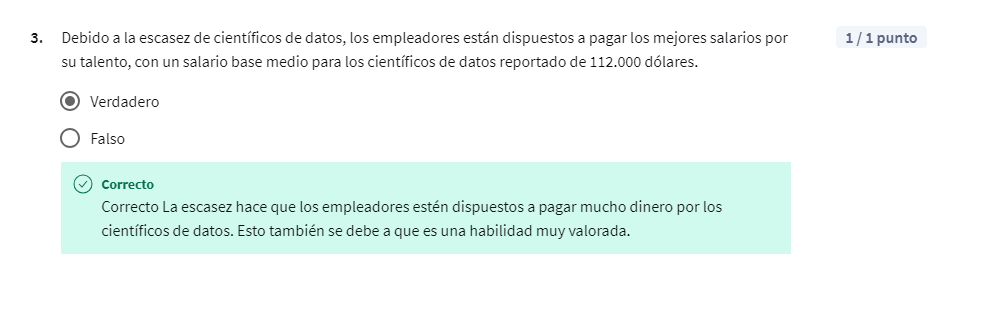 3. Debido a la escasez de científicos de datos, los empleadores están dispuestos a pagar los mejores salarios por
1 / 1 punto
su talento, con un salario base medio para los científicos de datos reportado de 112.000 dólares.
Verdadero
Falso
Correcto
Correcto La escasez hace que los empleadores estén dispuestos a pagar mucho dinero por los
científicos de datos. Esto también se debe a que es una habilidad muy valorada.